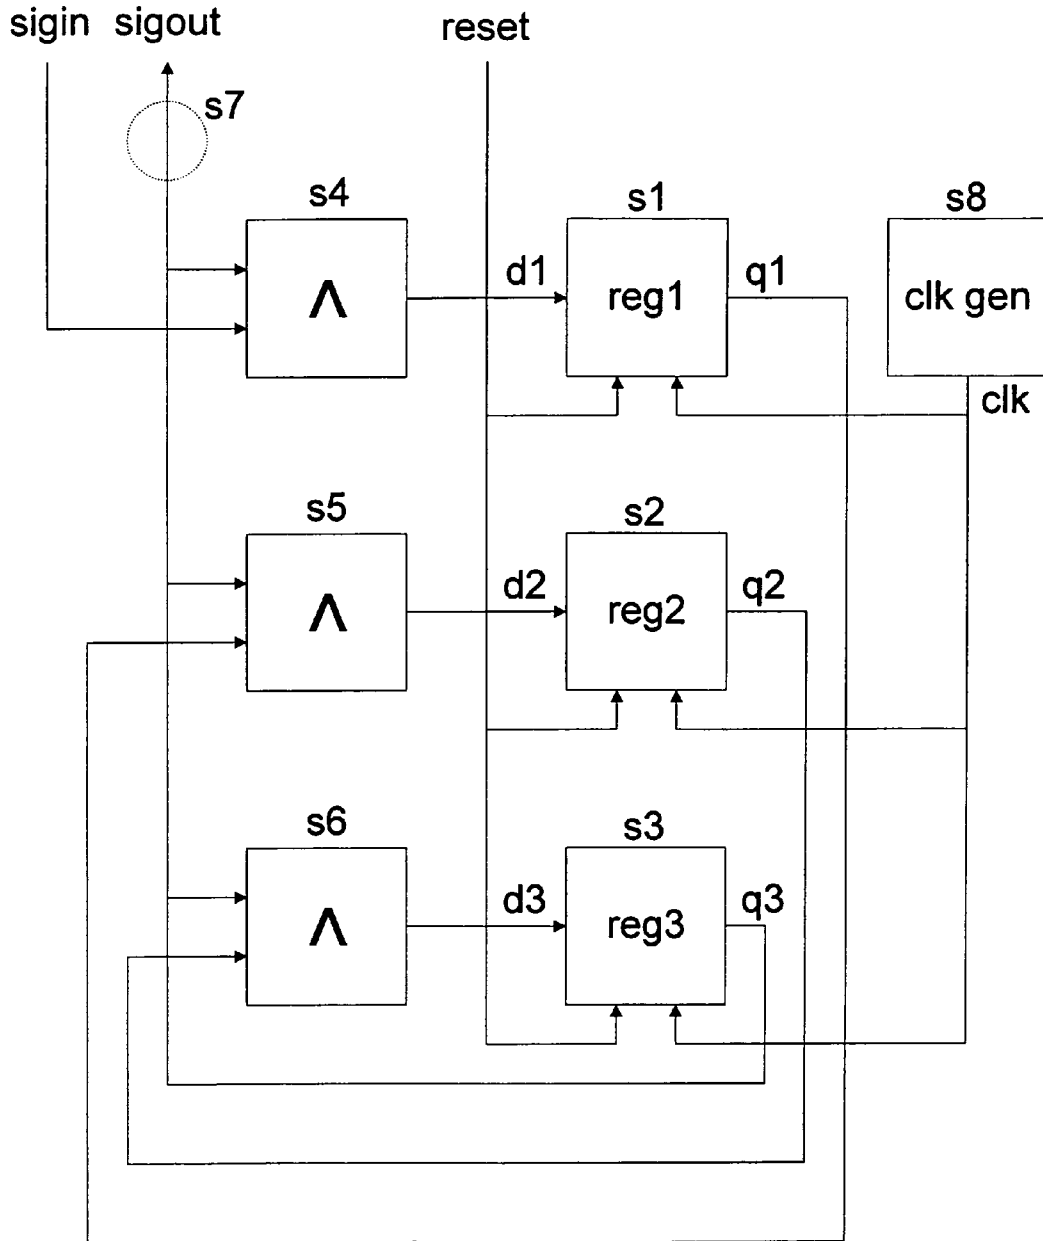 sigin sigout reset
s7
s4 s1 s8
∧ d1 reg1 q1 clk gen
clk
s5 s2
∧ d2 reg2 q2
s6 s3
∧ d3 reg3 q3